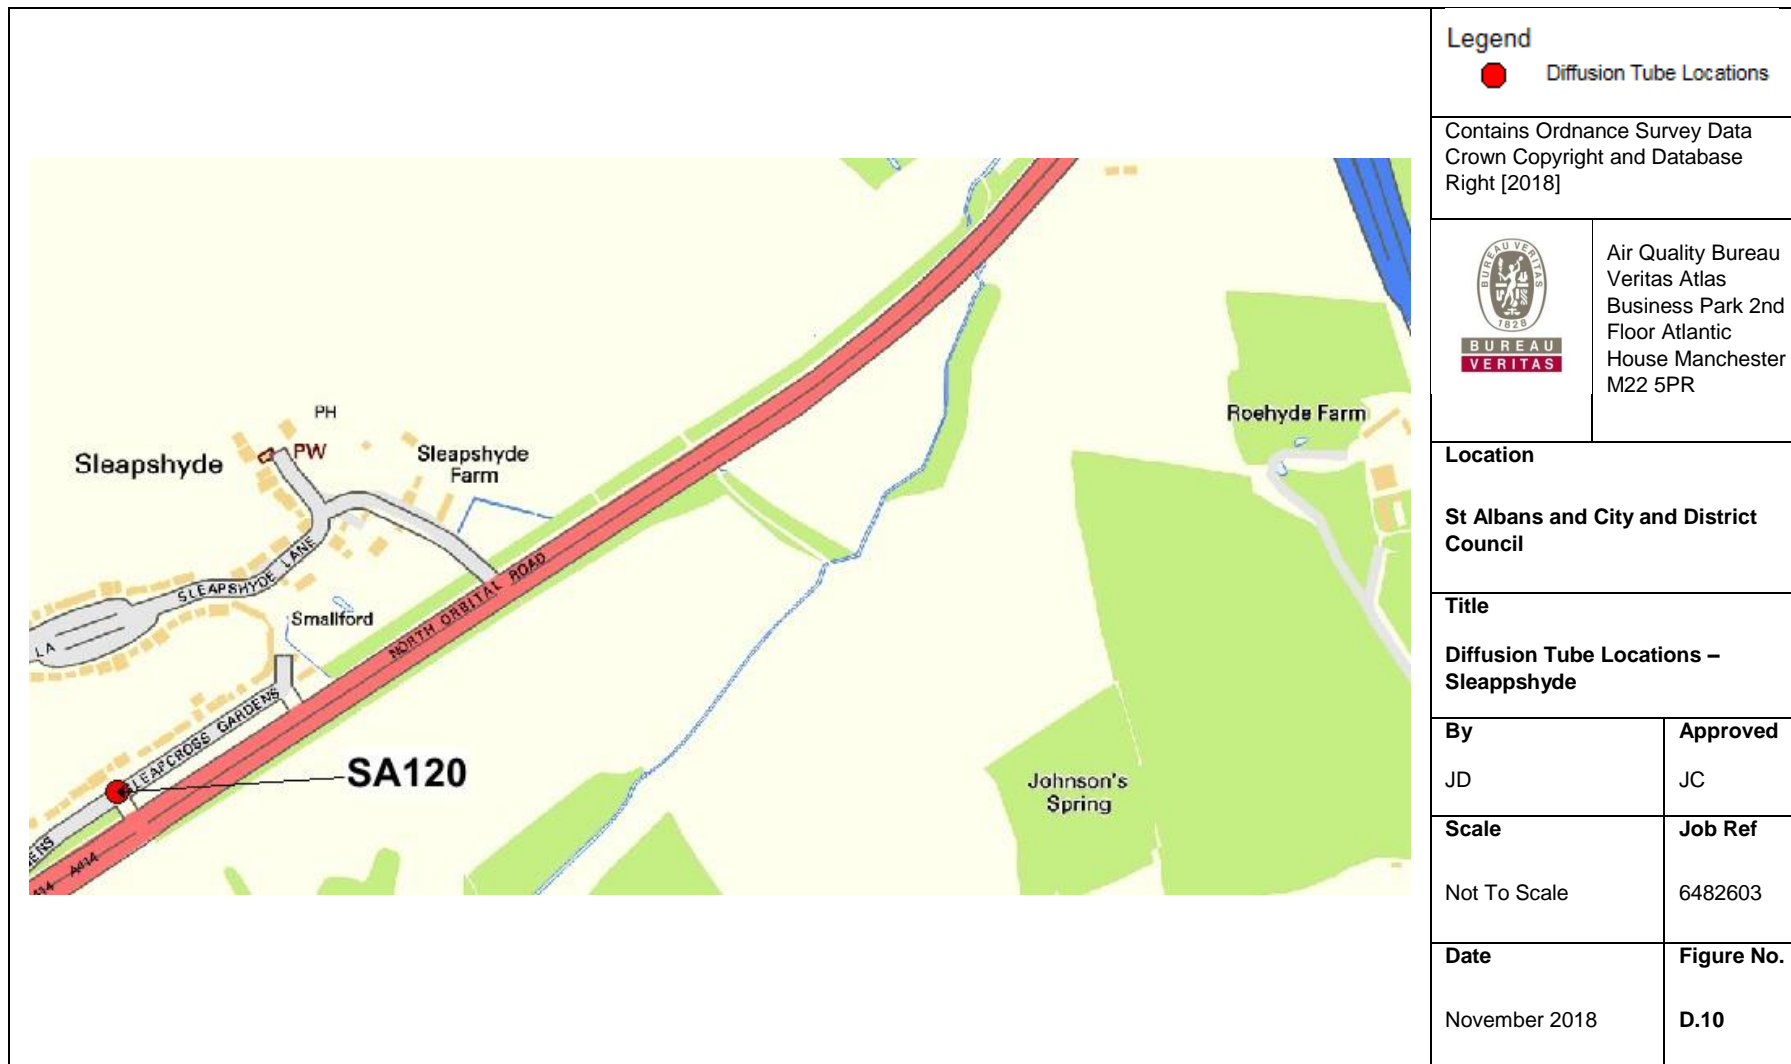 PH
PW
Sleapshyde
Sleapshyde
Farm
Roehyde Farm
SLEAPSHYDE LANE
NORTH ORBITAL ROAD
Smallford
LA
SLEAPCROSS GARDENS
SA120
Johnson's
Spring
A414
Legend
Diffusion Tube Locations
Contains Ordnance Survey Data
Crown Copyright and Database
Right [2018]
BUREAU VERITAS
1828
BUREAU
VERITAS
Air Quality Bureau
Veritas Atlas
Business Park 2nd
Floor Atlantic
House Manchester
M22 5PR
Location
St Albans and City and District
Council
Title
Diffusion Tube Locations –
Sleappshyde
By
Approved
JD
JC
Scale
Job Ref
Not To Scale
6482603
Date
Figure No.
November 2018
D.10